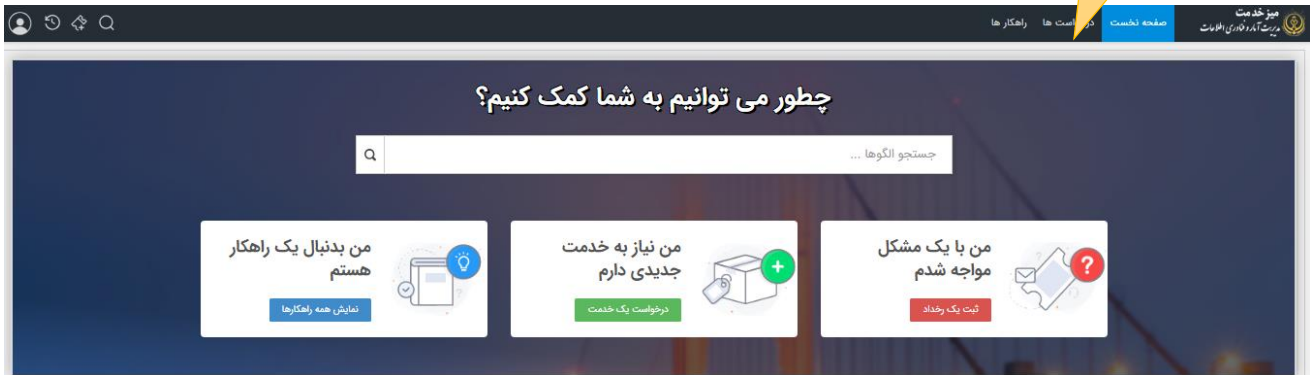 میز خدمت
مدیریت آمار و فناوری اطلاعات
صفحه نخست
راهکار ها
چطور می توانیم به شما کمک کنیم؟
جستجو الگوها ...
من با یک مشکل
مواجه شدم
ثبت یک رخداد
من نیاز به خدمت
جدیدی دارم
درخواست یک خدمت
من بدنبال یک راهکار
هستم
نمایش همه راهکارها